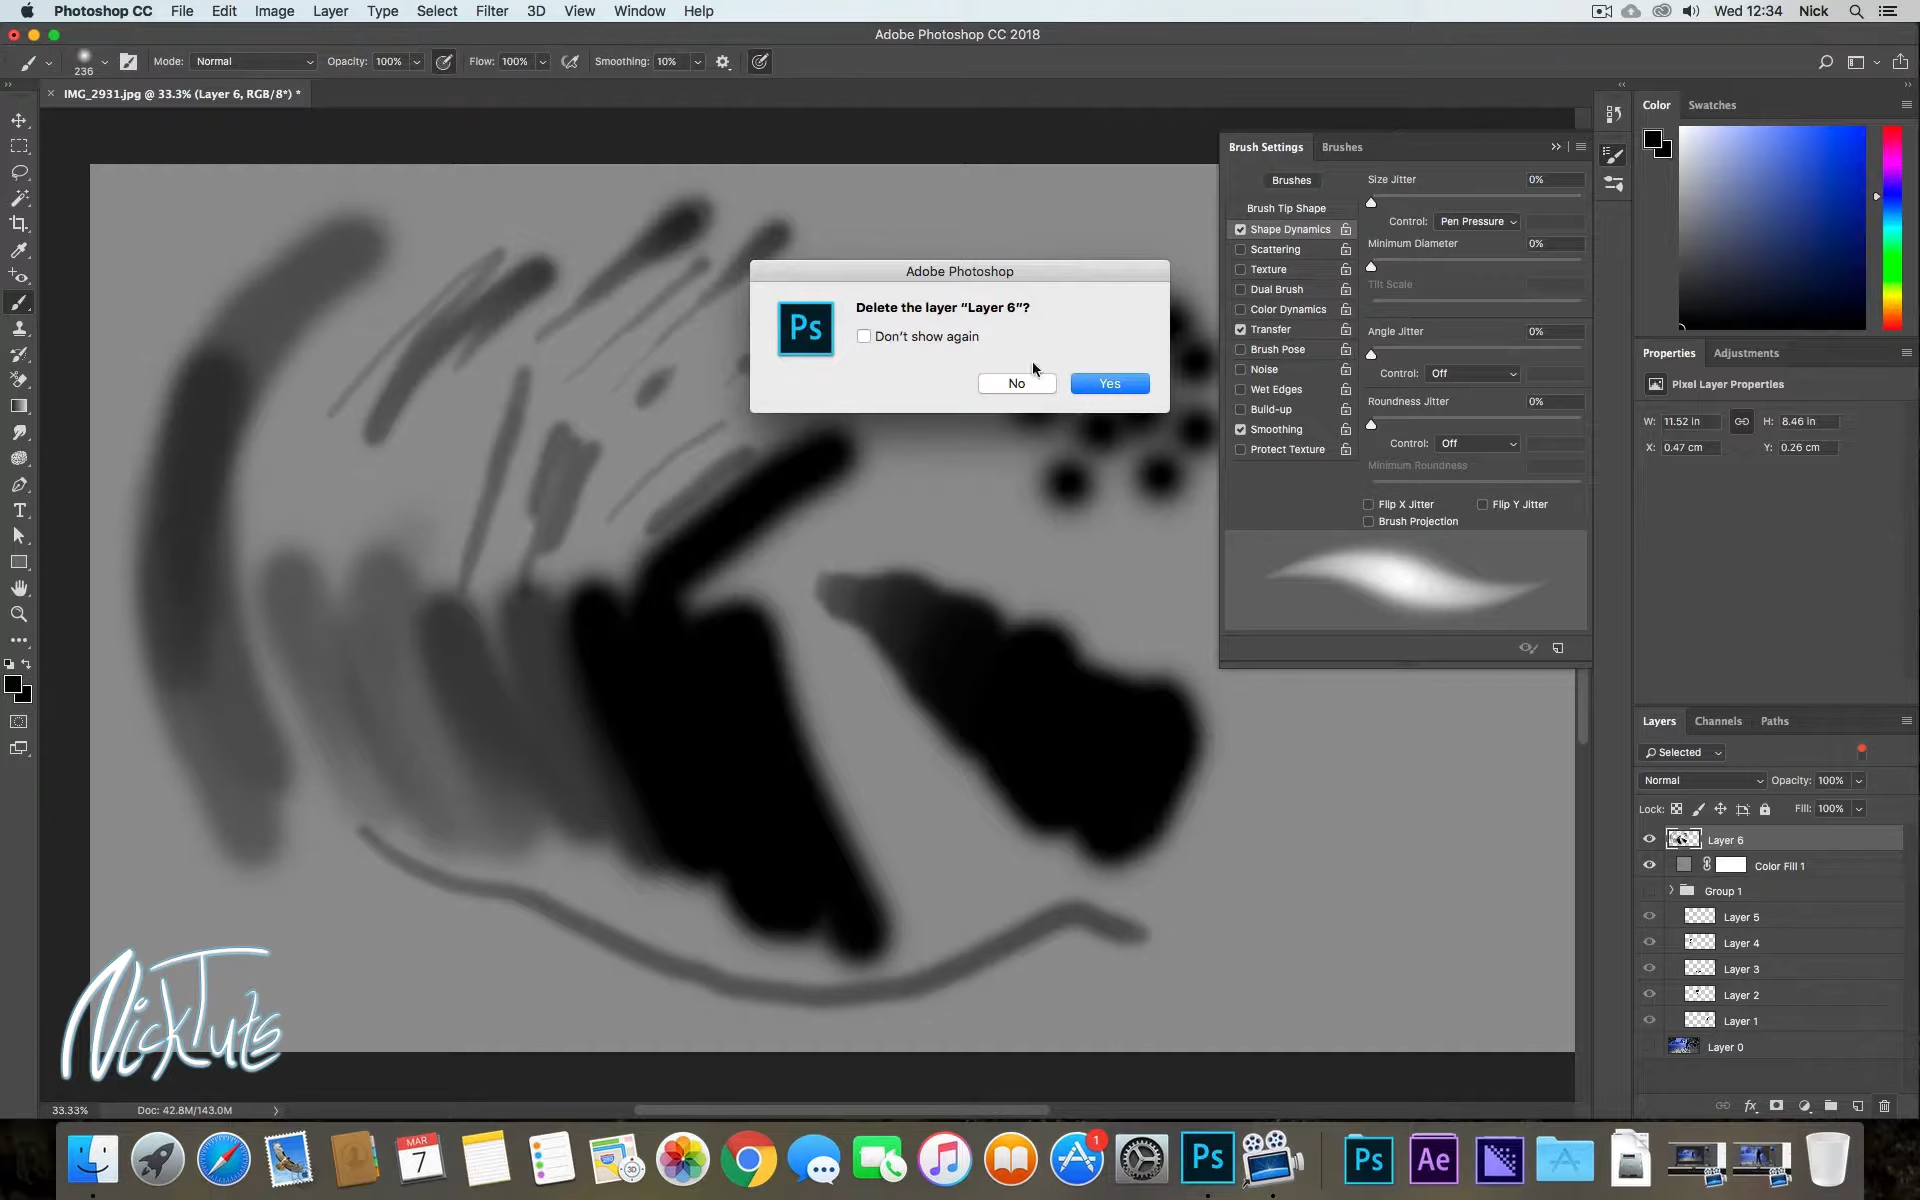 Photoshop CC File Edit Image Layer Type Select Filter 3D View Window Help Wed 12:34 Nick
Adobe Photoshop CC 2018
236 Mode: Normal Opacity: 100% Flow: 100% Smoothing: 10%
IMG_2931.jpg @ 33.3% (Layer 6, RGB/8*) *
Color Swatches
Brush Settings Brushes
Brushes
Brush Tip Shape
Shape Dynamics
Scattering
Texture
Dual Brush
Color Dynamics
Transfer
Brush Pose
Noise
Wet Edges
Build-up
Smoothing
Protect Texture
Size Jitter 0%
Control: Pen Pressure
Minimum Diameter 0%
Tilt Scale
Angle Jitter 0%
Control: Off
Roundness Jitter 0%
Control: Off
Minimum Roundness
Flip X Jitter Flip Y Jitter
Brush Projection
Adobe Photoshop
Ps
Delete the layer “Layer 6”?
Don’t show again
No Yes
Properties Adjustments
Pixel Layer Properties
W: 11.52 in H: 8.46 in
X: 0.47 cm Y: 0.26 cm
Layers Channels Paths
Selected
Normal Opacity: 100%
Lock: Fill: 100%
Layer 6
Color Fill 1
Group 1
Layer 5
Layer 4
Layer 3
Layer 2
Layer 1
Layer 0
fx
NickTuts
33.33% Doc: 42.8M/143.0M
MAR
7
3D
1
Ps
Ps
Ae